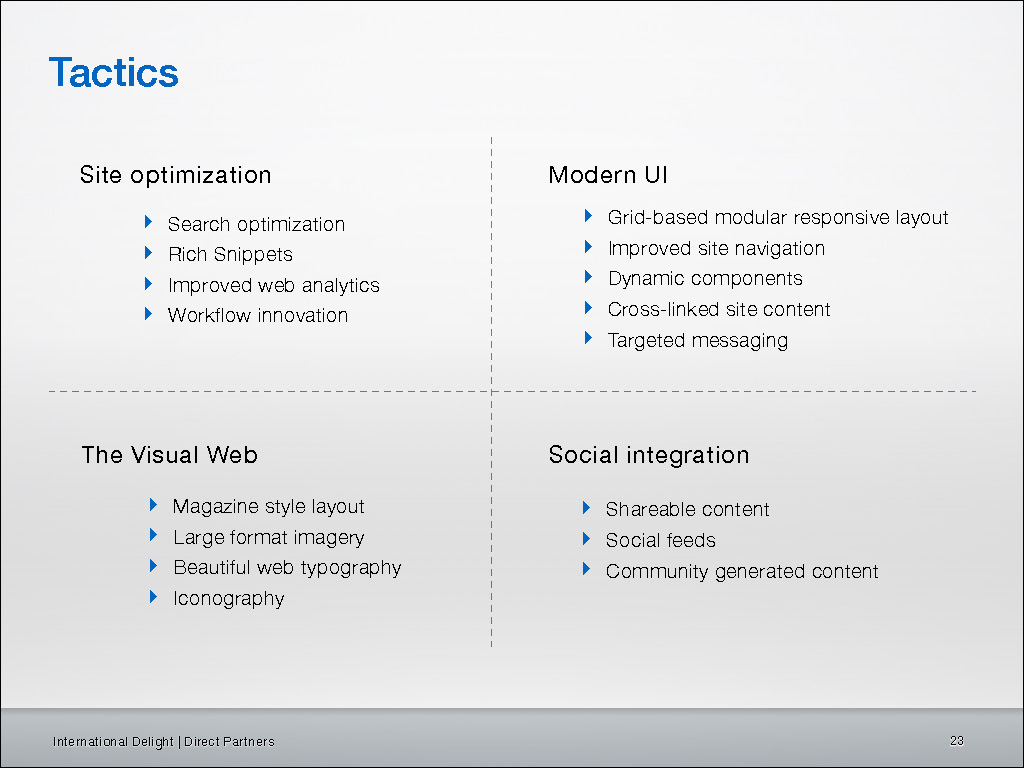 Tactics
Site optimization
Search optimization
Rich Snippets
Improved web analytics
Workflow innovation
Modern UI
Grid-based modular responsive layout
Improved site navigation
Dynamic components
Cross-linked site content
Targeted messaging
The Visual Web
Magazine style layout
Large format imagery
Beautiful web typography
Iconography
Social integration
Shareable content
Social feeds
Community generated content
International Delight | Direct Partners
23